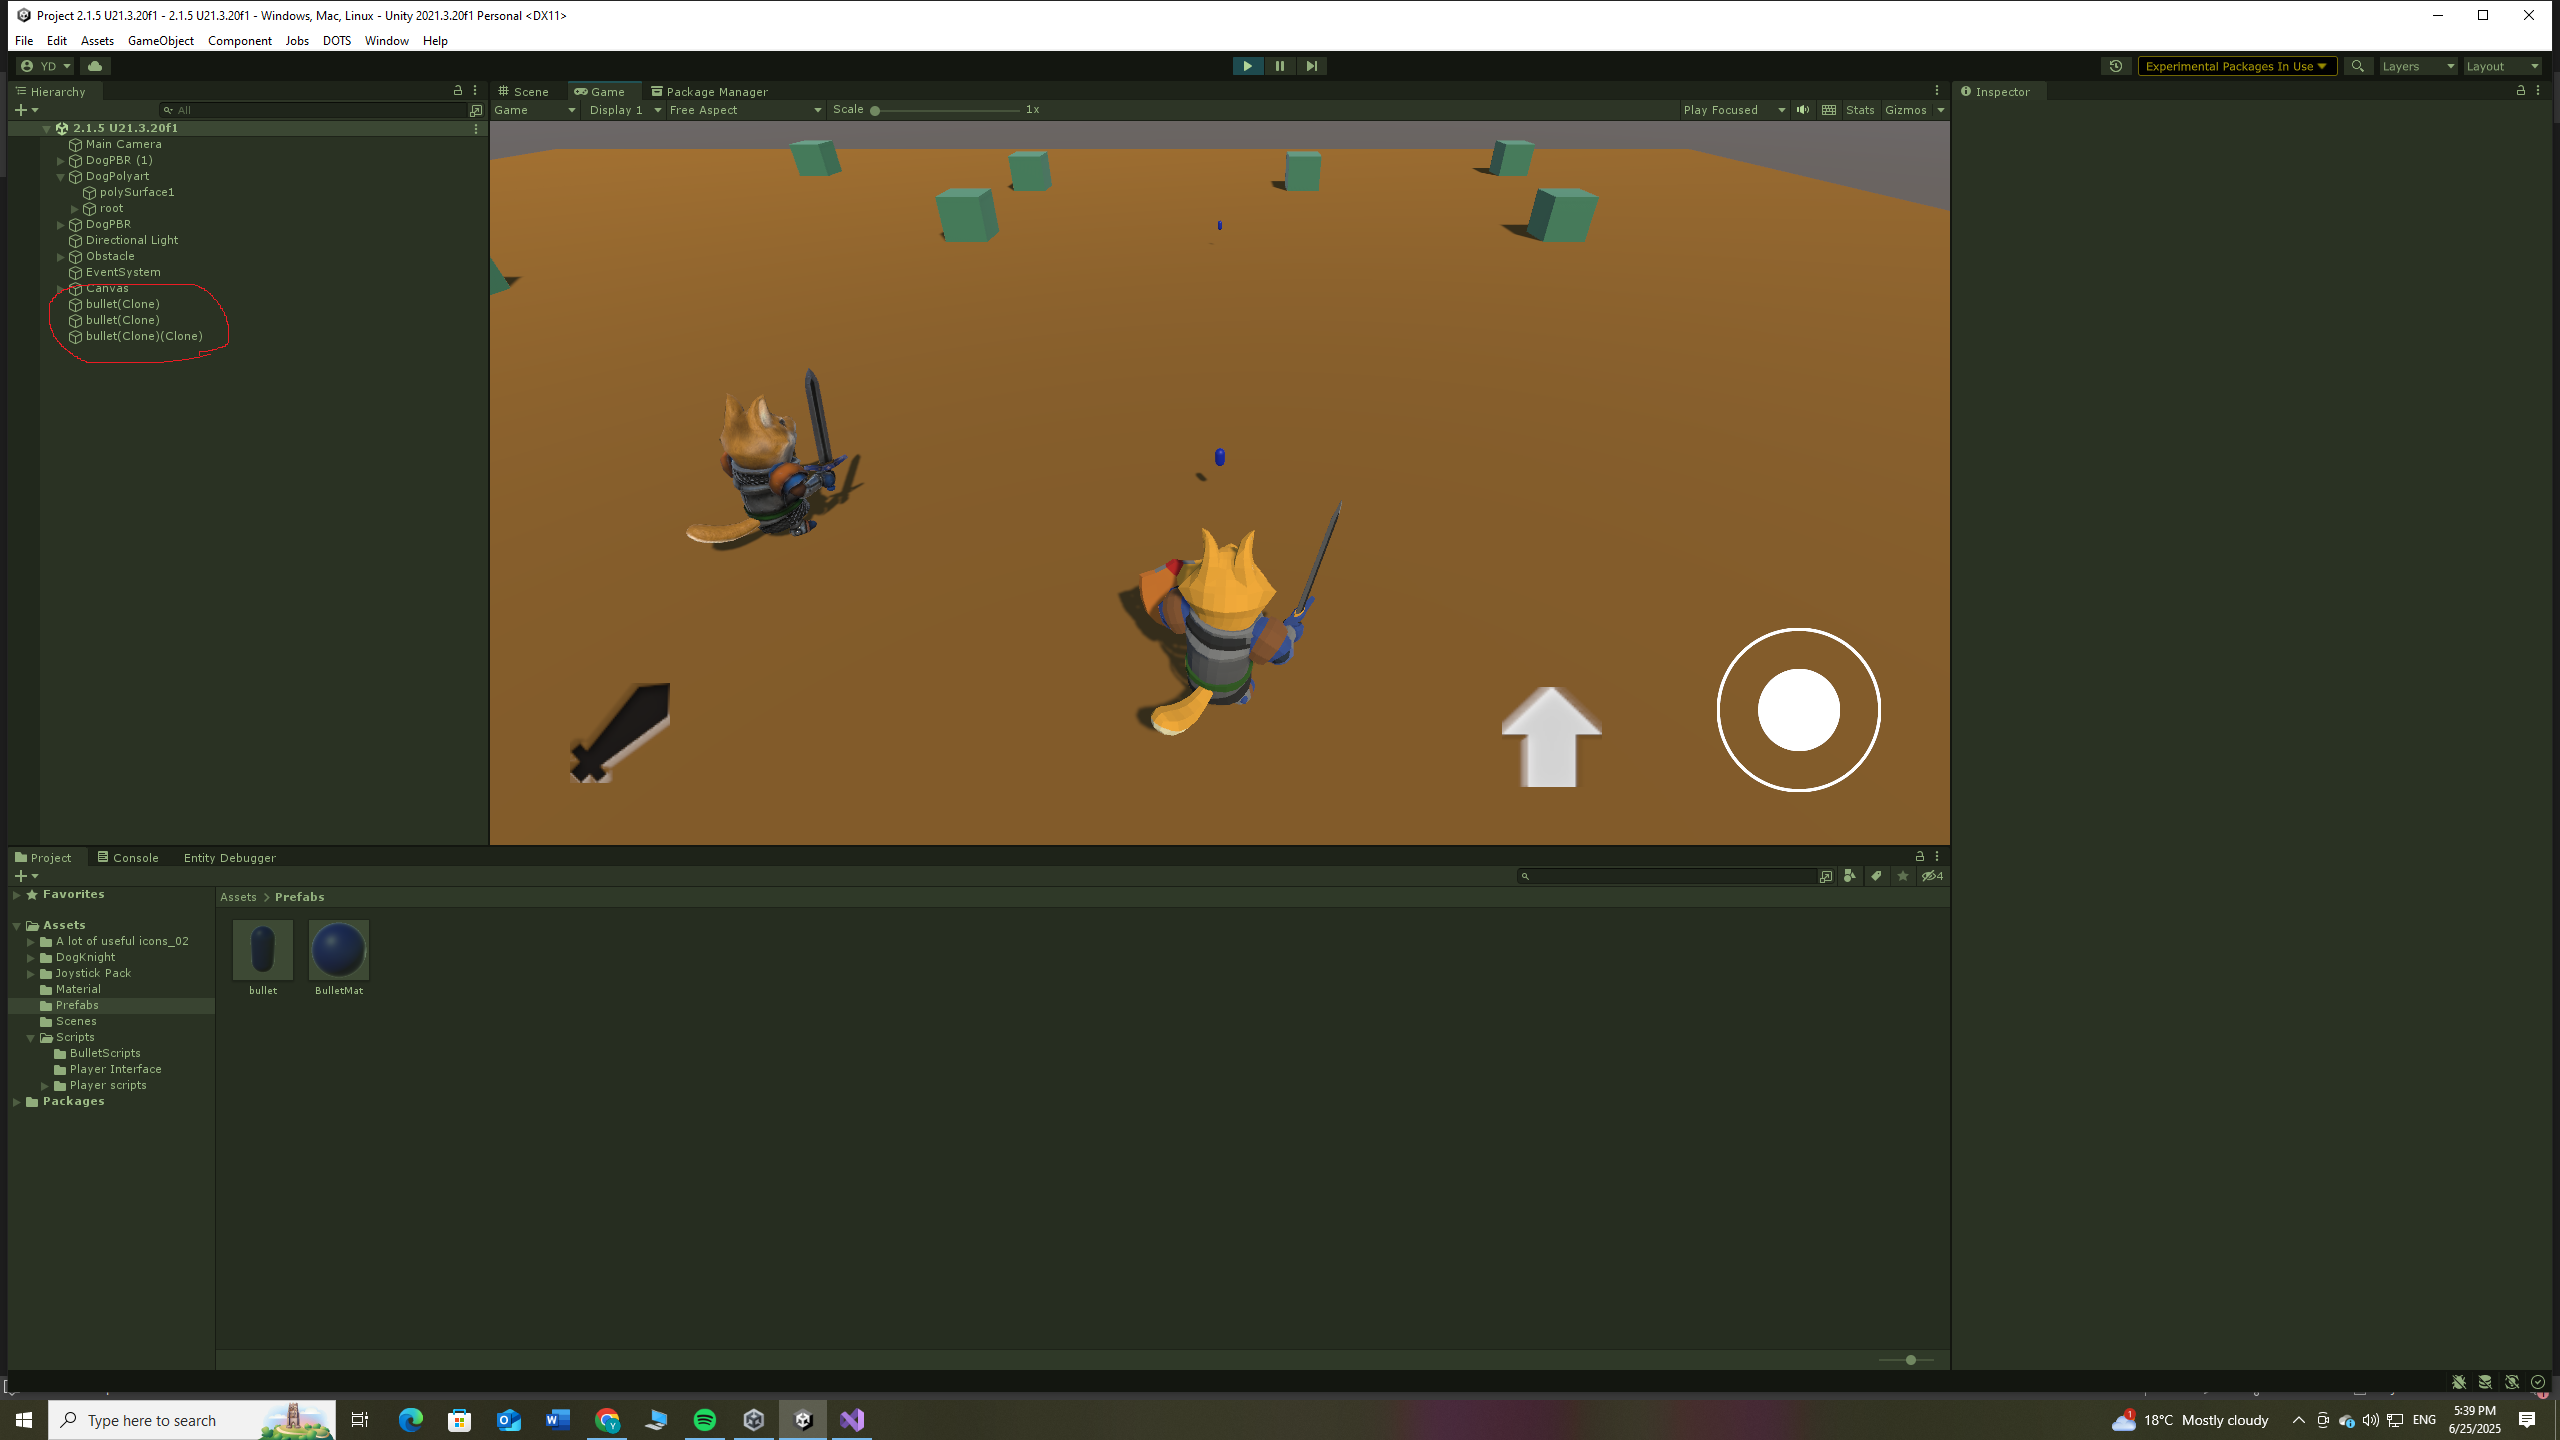 Project 2.1.5 U21.3.20f1 - 2.1.5 U21.3.20f1 - Windows, Mac, Linux - Unity 2021.3.20f1 Personal <DX11>
File Edit Assets GameObject Component Jobs DOTS Window Help
YD
Experimental Packages In Use
Layers
Layout
Hierarchy
Scene
Game
Package Manager
Inspector
All
Game
Display 1
Free Aspect
Scale
1x
Play Focused
Stats
Gizmos
2.1.5 U21.3.20f1
Main Camera
DogPBR (1)
DogPolyart
polySurface1
root
DogPBR
Directional Light
Obstacle
EventSystem
Canvas
bullet(Clone)
bullet(Clone)
bullet(Clone)(Clone)
Project
Console
Entity Debugger
4
Favorites
Assets
A lot of useful icons_02
DogKnight
Joystick Pack
Material
Prefabs
Scenes
Scripts
BulletScripts
Player Interface
Player scripts
Packages
Assets > Prefabs
bullet
BulletMat
Type here to search
1
18°C Mostly cloudy
ENG
5:39 PM
6/25/2025